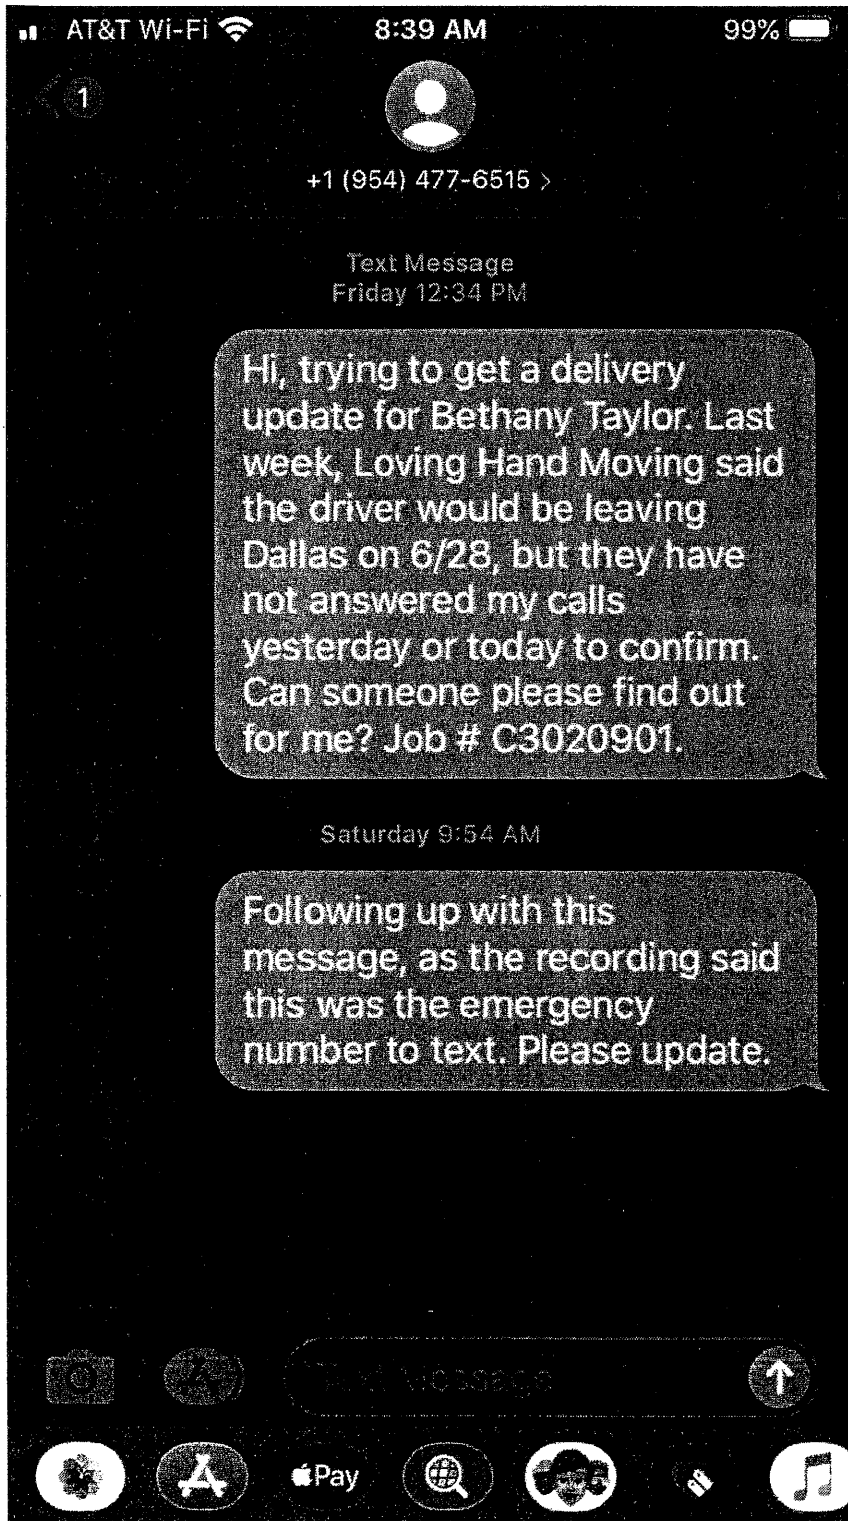 AT&T Wi-Fi 8:39 AM 99%
1
+1 (954) 477-6515 >
Text Message
Friday 12:34 PM
Hi, trying to get a delivery
update for Bethany Taylor. Last
week, Loving Hand Moving said
the driver would be leaving
Dallas on 6/28, but they have
not answered my calls
yesterday or today to confirm.
Can someone please find out
for me? Job # C3020901.
Saturday 9:54 AM
Following up with this
message, as the recording said
this was the emergency
number to text. Please update.
Text Message
Pay